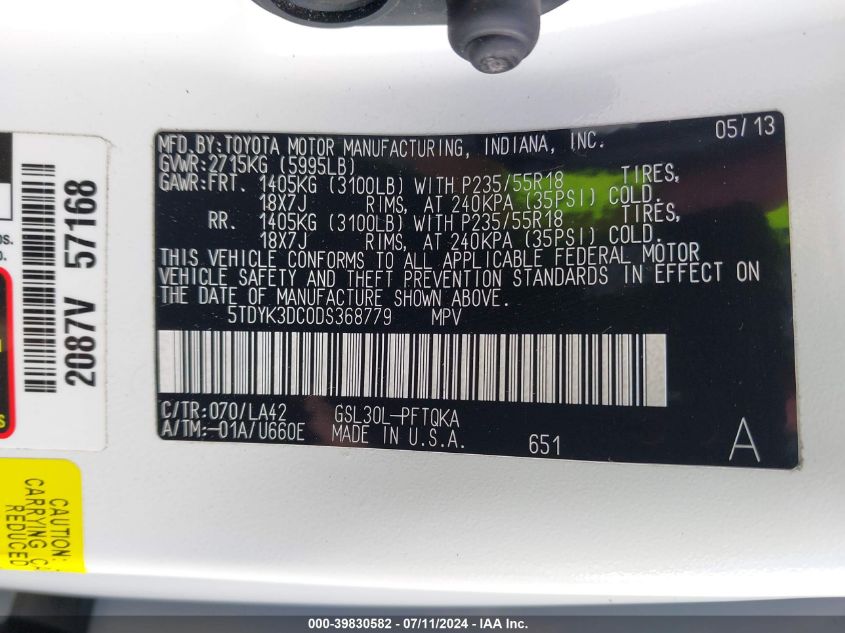 MFD. BY: TOYOTA MOTOR MANUFACTURING, INDIANA, INC. 05/13
GVWR: 2715KG (5995LB)
GAWR: FRT. 1405KG (3100LB) WITH P235/55R18 TIRES,
18X7J RIMS, AT 240KPA (35PSI) COLD.
RR. 1405KG (3100LB) WITH P235/55R18 TIRES,
18X7J RIMS, AT 240KPA (35PSI) COLD.
THIS VEHICLE CONFORMS TO ALL APPLICABLE FEDERAL MOTOR
VEHICLE SAFETY AND THEFT PREVENTION STANDARDS IN EFFECT ON
THE DATE OF MANUFACTURE SHOWN ABOVE.
5TDYK3DC0DS368779 MPV
C/TR: 070/LA42 GSL30L-PFTQKA
A/TM: -01A/U660E MADE IN U.S.A. 651 A
2087V 57168
CAUTION:
CARRYING
REDUCED
000-39830582 - 07/11/2024 - IAAI.com